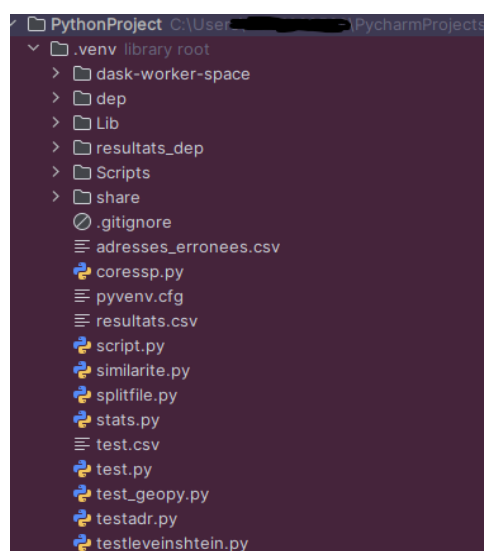 PythonProject C:\User \PycharmProjects
.venv library root
dask-worker-space
dep
Lib
resultats_dep
Scripts
share
.gitignore
adresses_erronees.csv
coressp.py
pyvenv.cfg
resultats.csv
script.py
similarite.py
splitfile.py
stats.py
test.csv
test.py
test_geopy.py
testadr.py
testleveinshtein.py